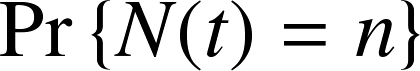 Pr {N(t) = n}